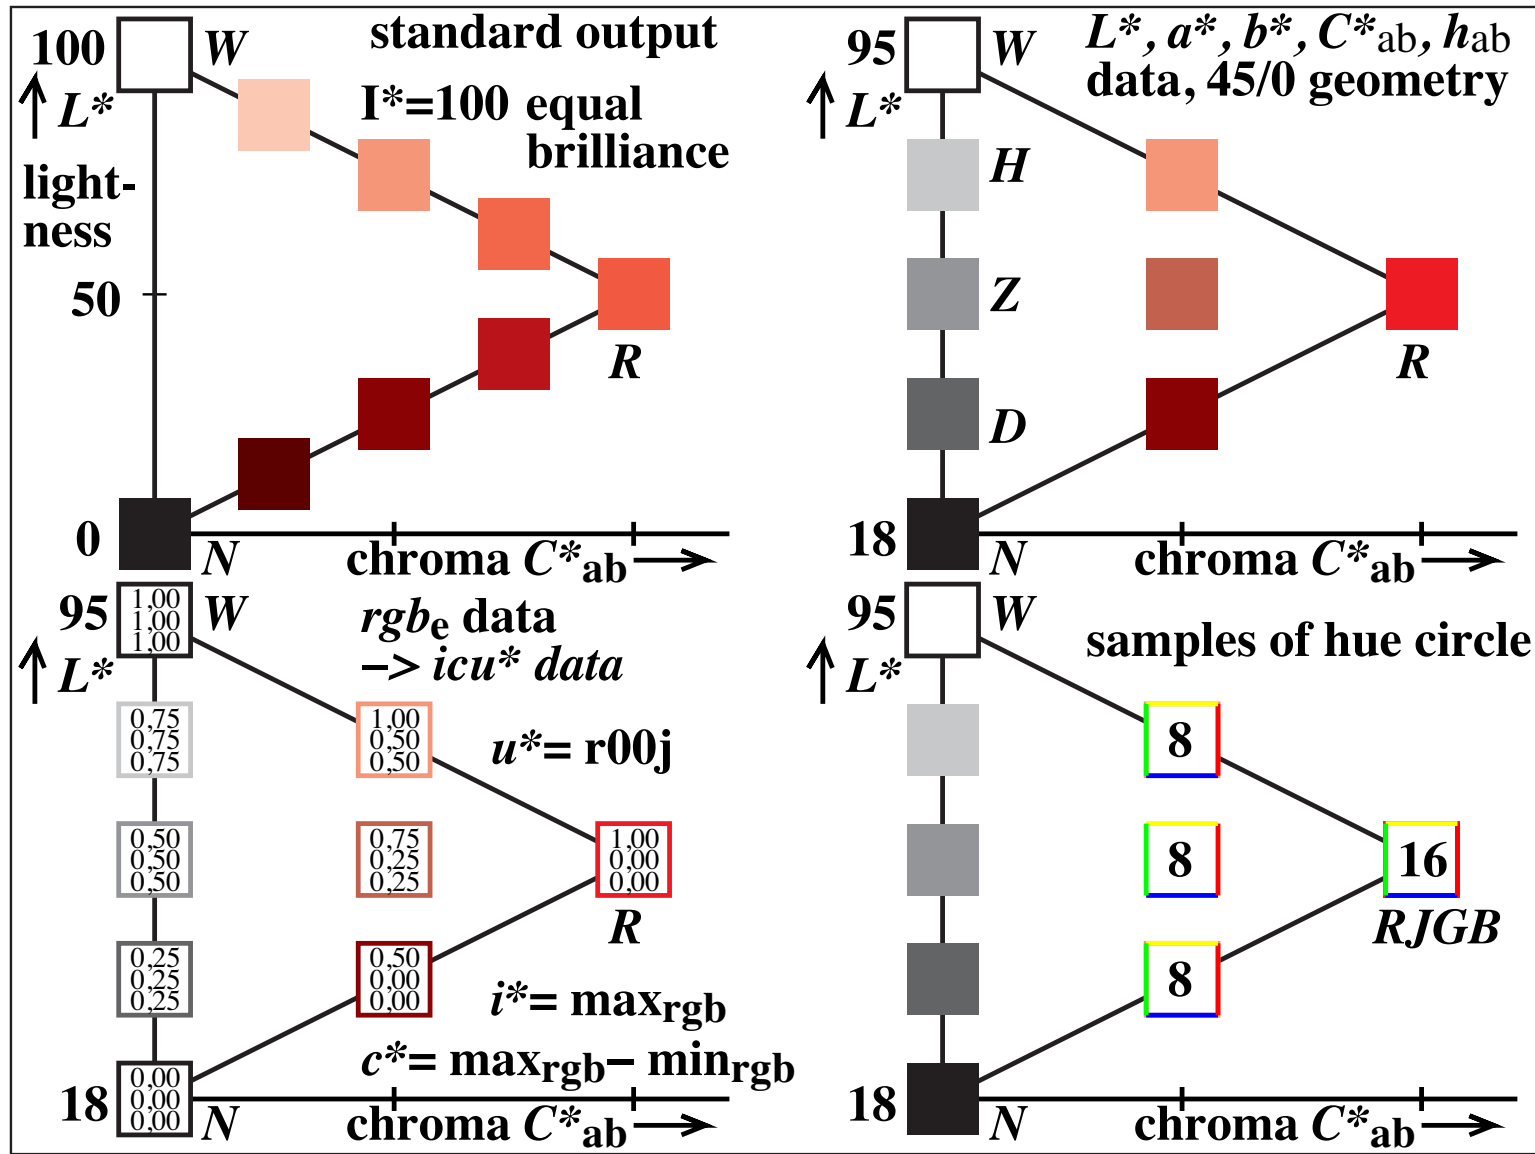 100
W
standard output
L*
I*=100 equal
brilliance
light-
ness
50
R
0
N
chroma C*ab
95
W
L*, a*, b*, C*ab, hab
data, 45/0 geometry
L*
H
Z
R
D
18
N
chroma C*ab
95
1,00
1,00
1,00
W
rgbe data
–> icu* data
L*
0,75
0,75
0,75
1,00
0,50
0,50
u*= r00j
0,50
0,50
0,50
0,75
0,25
0,25
1,00
0,00
0,00
R
0,25
0,25
0,25
0,50
0,00
0,00
i*= maxrgb
c*= maxrgb– minrgb
18
0,00
0,00
0,00
N
chroma C*ab
95
W
samples of hue circle
L*
8
8
16
RJGB
8
18
N
chroma C*ab